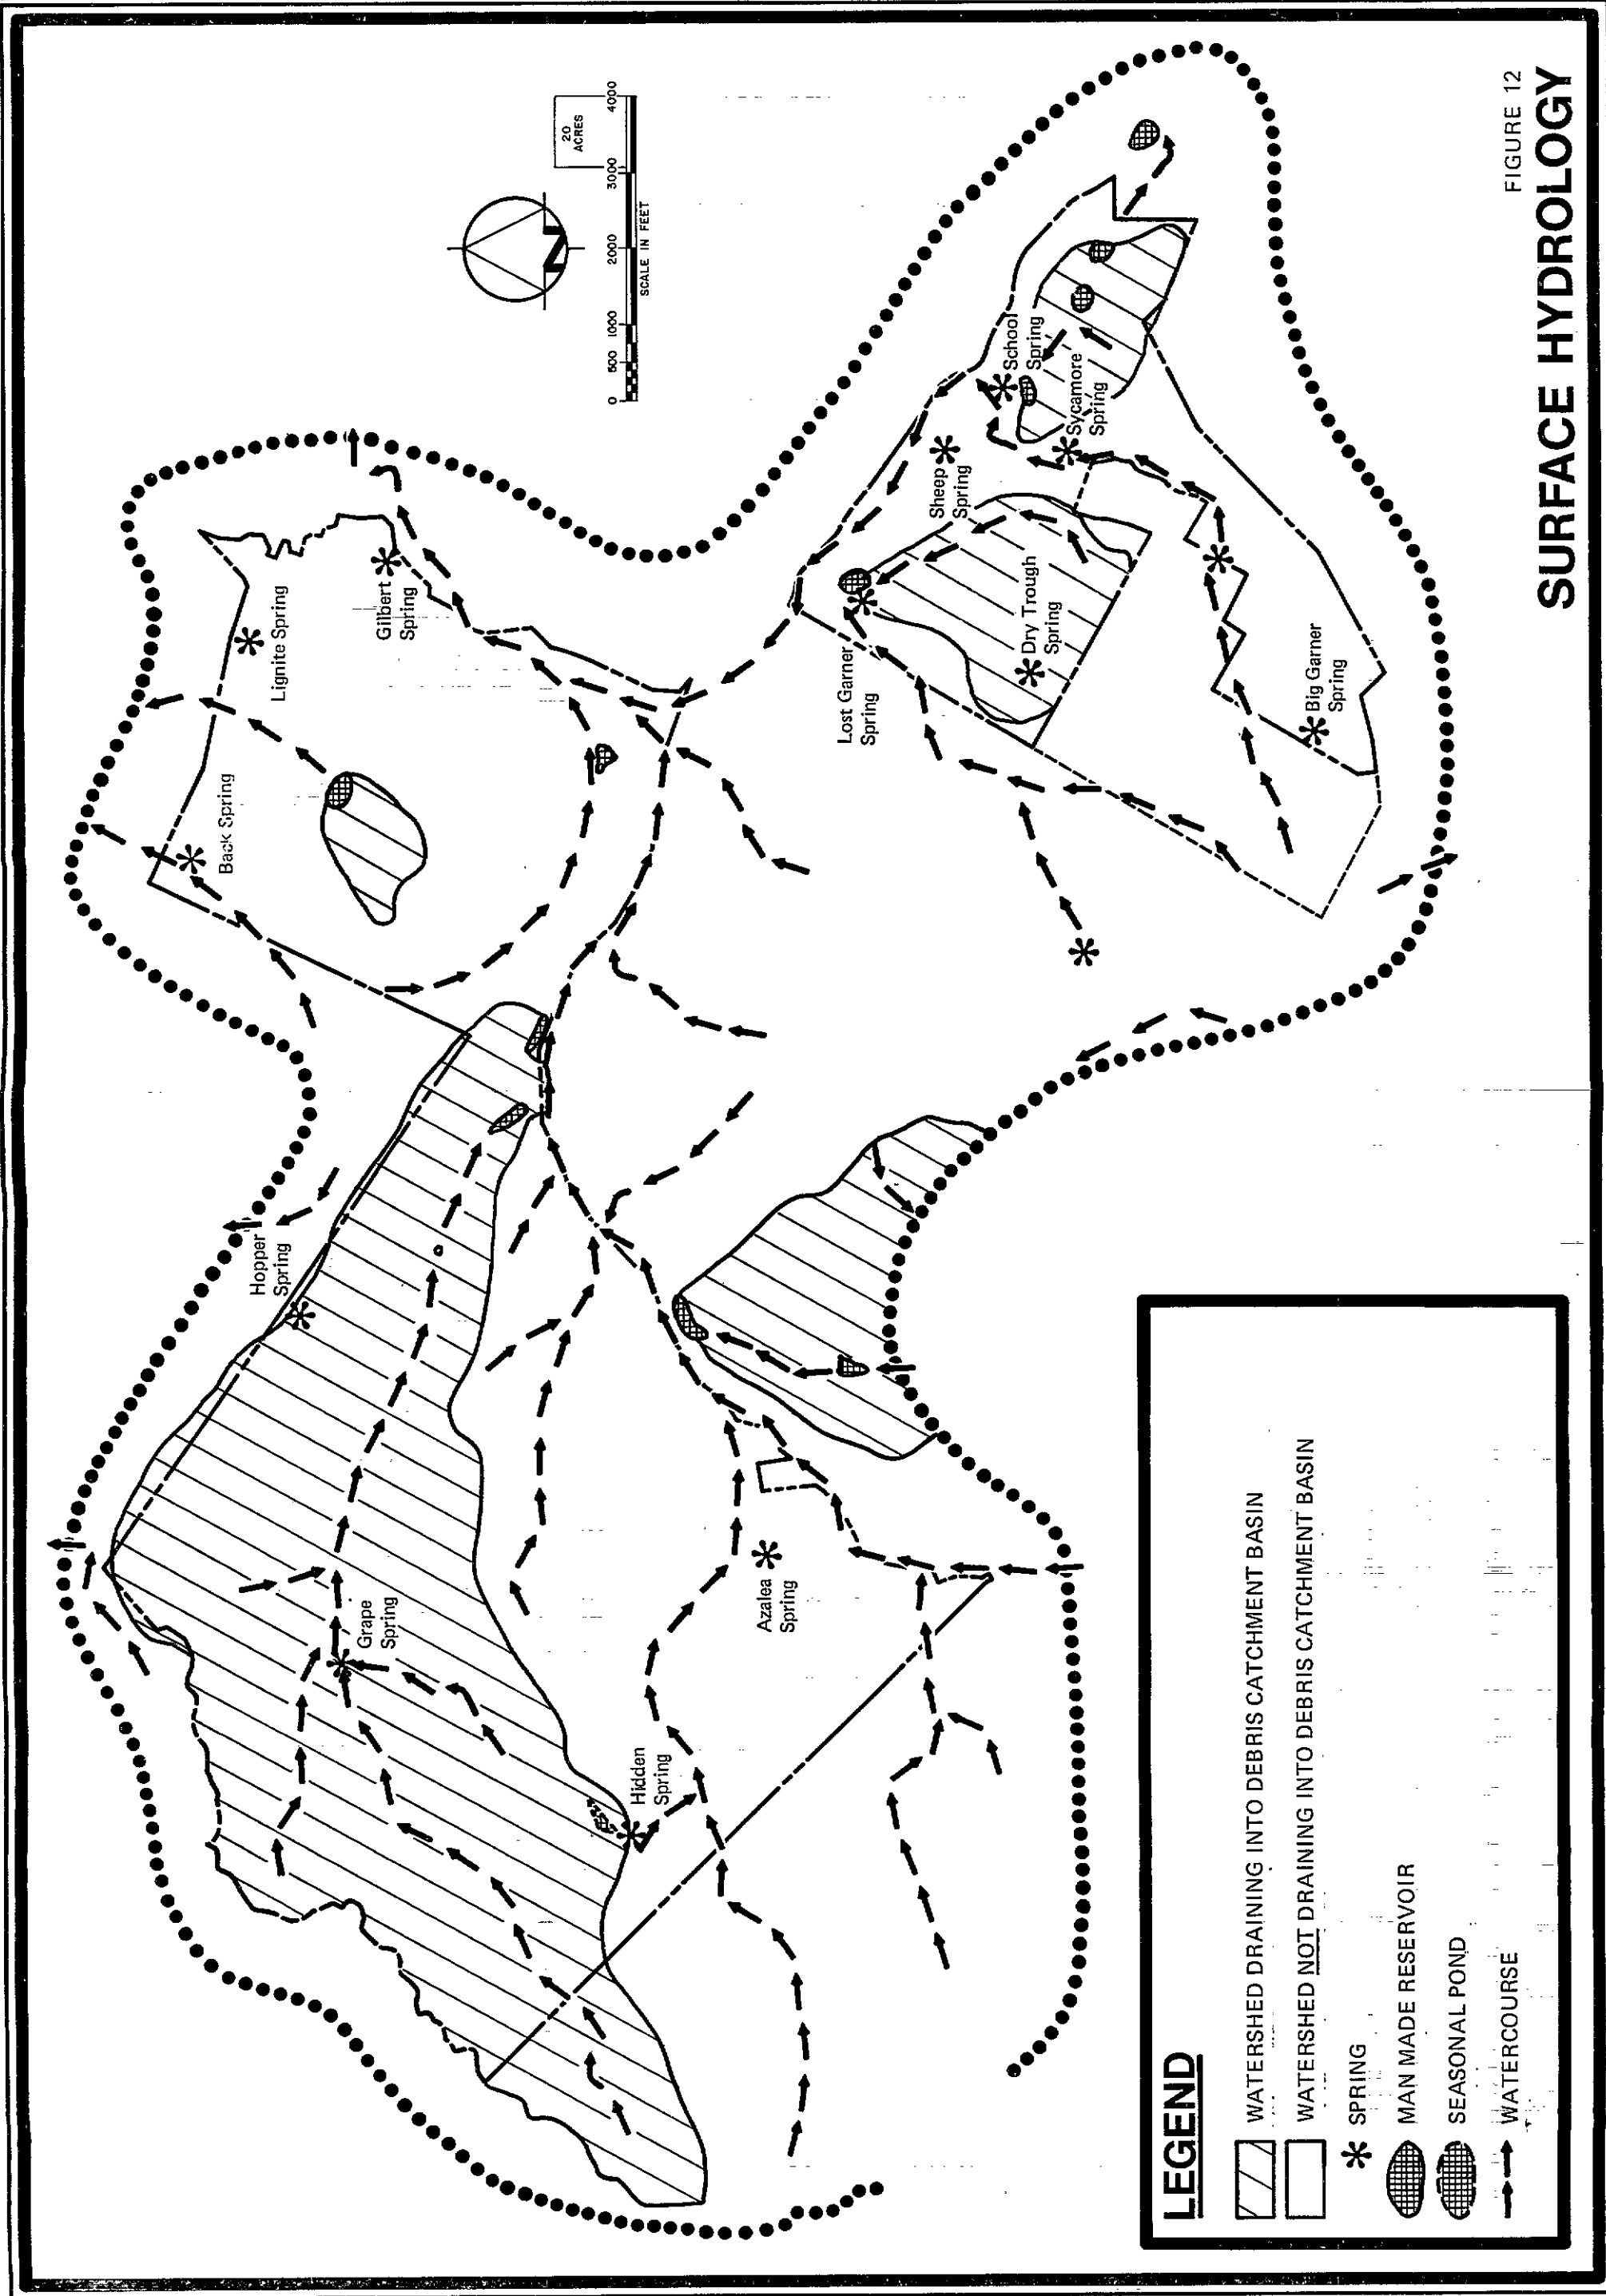 Hopper
Spring
Back Spring
Lignite Spring
Gilbert
Spring
Grape
Spring
Hidden
Spring
Azalea
Spring
Lost Garner
Spring
Sheep
Spring
Dry Trough
Spring
School
Spring
Sycamore
Spring
Big Garner
Spring
N
20
ACRES
0 500 1000 2000 3000 4000
SCALE IN FEET
LEGEND
WATERSHED DRAINING INTO DEBRIS CATCHMENT BASIN
WATERSHED NOT DRAINING INTO DEBRIS CATCHMENT BASIN
SPRING
MAN MADE RESERVOIR
SEASONAL POND
WATERCOURSE
FIGURE 12
SURFACE HYDROLOGY